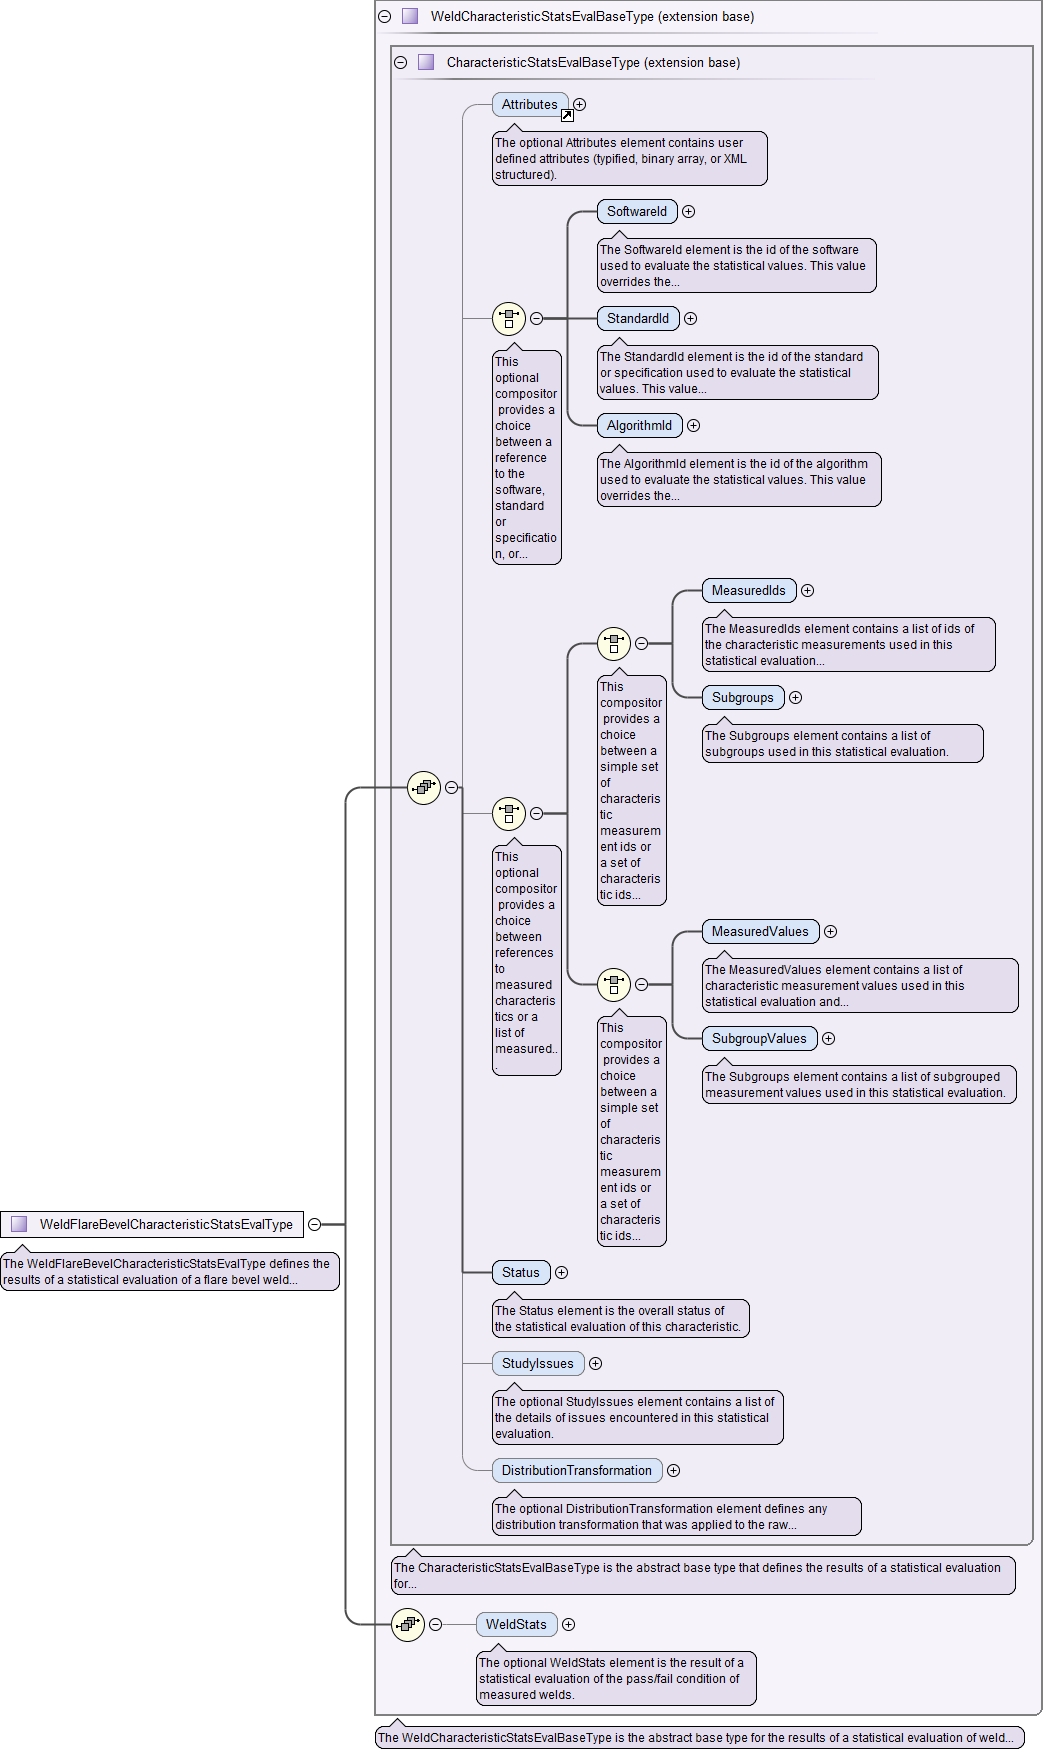 WeldCharacteristicStatsEvalBaseType (extension base)
CharacteristicStatsEvalBaseType (extension base)
Attributes
The optional Attributes element contains user
defined attributes (typified, binary array, or XML
structured).
SoftwareId
The SoftwareId element is the id of the software
used to evaluate the statistical values. This value
overrides the...
StandardId
The StandardId element is the id of the standard
or specification used to evaluate the statistical
values. This value...
AlgorithmId
The AlgorithmId element is the id of the algorithm
used to evaluate the statistical values. This value
overrides the...
This
optional
compositor
provides a
choice
between a
reference
to the
software,
standard
or
specificatio
n, or...
MeasuredIds
The MeasuredIds element contains a list of ids of
the characteristic measurements used in this
statistical evaluation...
Subgroups
The Subgroups element contains a list of
subgroups used in this statistical evaluation.
This
compositor
provides a
choice
between a
simple set
of
characteris
tic
measurem
ent ids or
a set of
characteris
tic ids...
This
optional
compositor
provides a
choice
between
references
to
measured
characteris
tics or a
list of
measured..
.
MeasuredValues
The MeasuredValues element contains a list of
characteristic measurement values used in this
statistical evaluation and...
SubgroupValues
The Subgroups element contains a list of subgrouped
measurement values used in this statistical evaluation.
This
compositor
provides a
choice
between a
simple set
of
characteris
tic
measurem
ent ids or
a set of
characteris
tic ids...
WeldFlareBevelCharacteristicStatsEvalType
The WeldFlareBevelCharacteristicStatsEvalType defines the
results of a statistical evaluation of a flare bevel weld...
Status
The Status element is the overall status of
the statistical evaluation of this characteristic.
StudyIssues
The optional StudyIssues element contains a list of
the details of issues encountered in this statistical
evaluation.
DistributionTransformation
The optional DistributionTransformation element defines any
distribution transformation that was applied to the raw...
The CharacteristicStatsEvalBaseType is the abstract base type that defines the results of a statistical evaluation
for...
WeldStats
The optional WeldStats element is the result of a
statistical evaluation of the pass/fail condition of
measured welds.
The WeldCharacteristicStatsEvalBaseType is the abstract base type for the results of a statistical evaluation of weld...